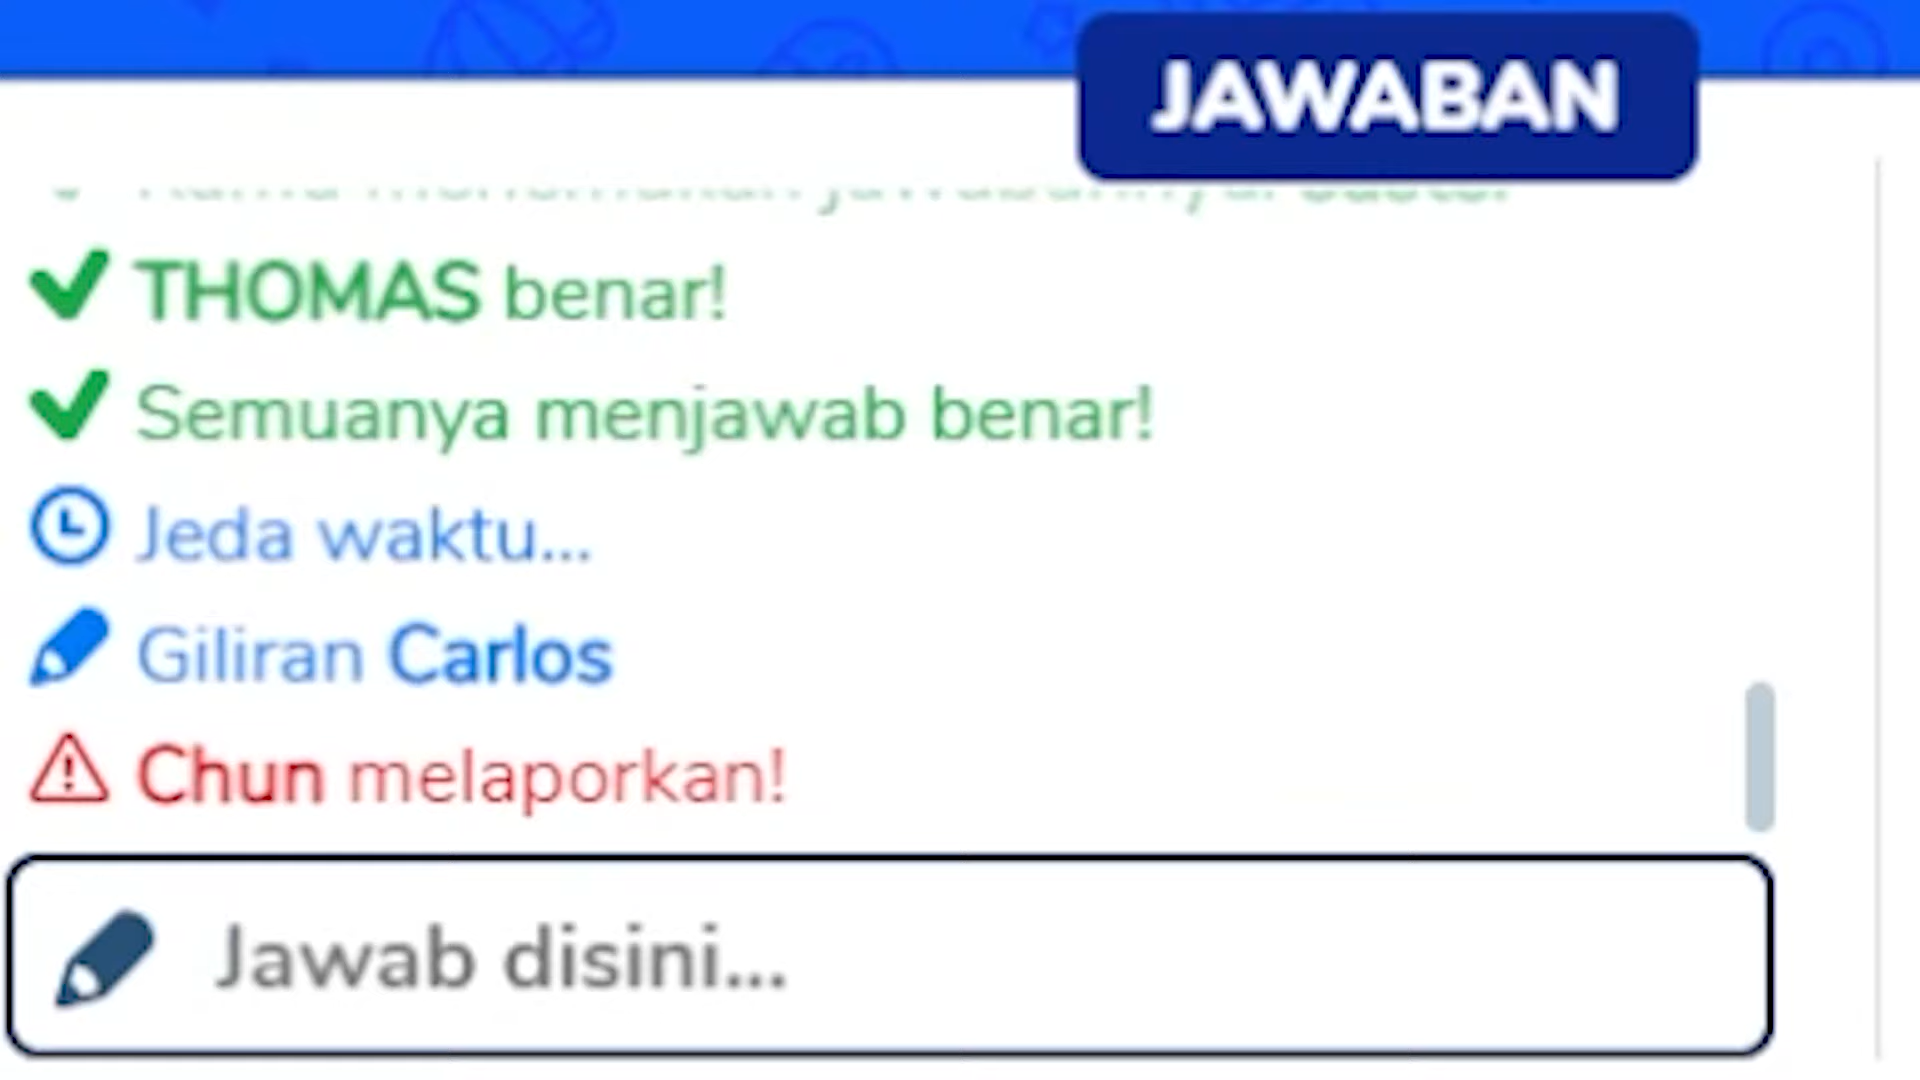 JAWABAN
THOMAS benar!
Semuanya menjawab benar!
Jeda waktu...
Giliran Carlos
Chun melaporkan!
Jawab disini...